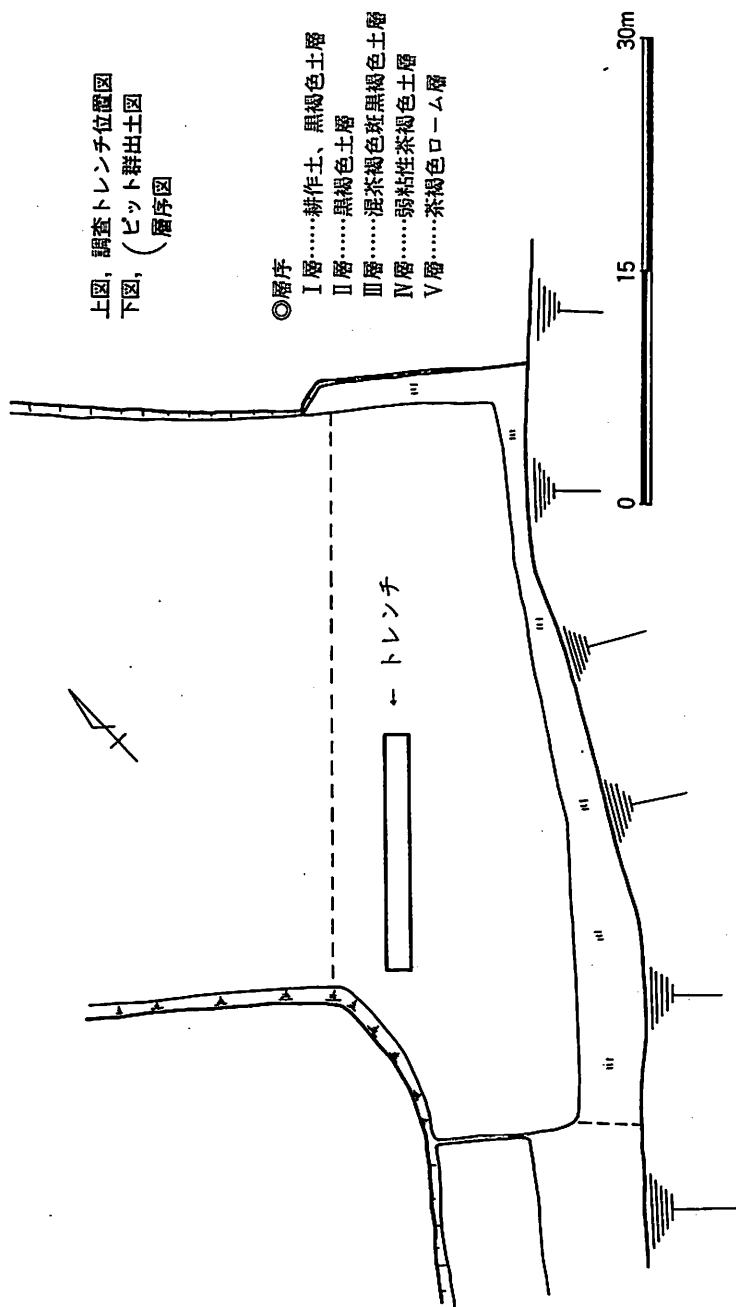 上図，調査トレンチ位置図
下図，(ピット群出土図
層序図
◎層序
Ⅰ層……耕作土、黒褐色土層
Ⅱ層……黒褐色土層
Ⅲ層……混茶褐色斑黒褐色土層
Ⅳ層……弱粘性茶褐色土層
Ⅴ層……茶褐色ローム層
← トレンチ
0 15 30m